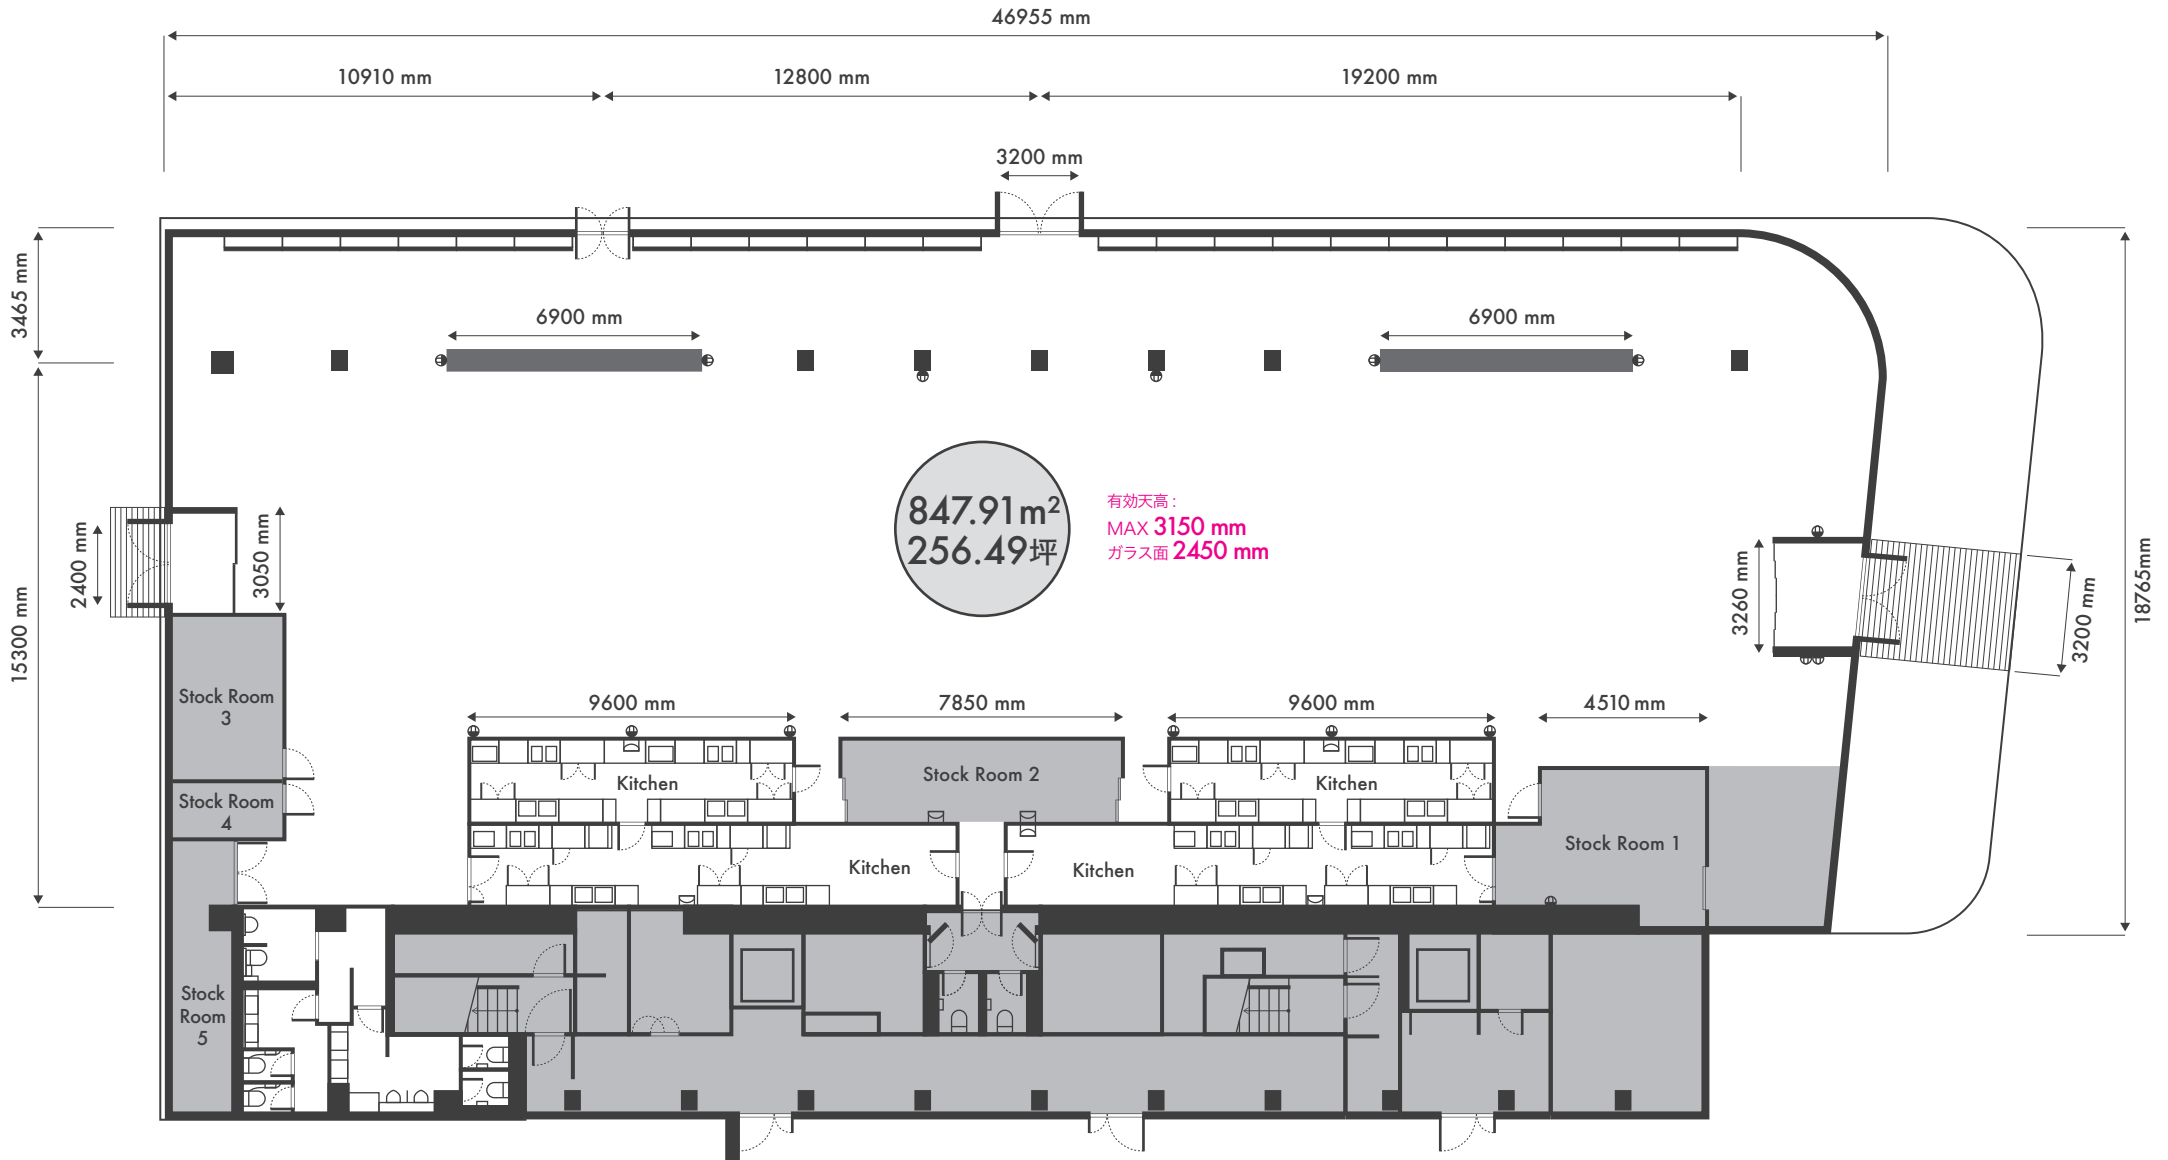 46955 mm
10910 mm
12800 mm
19200 mm
3200 mm
3465 mm
6900 mm
6900 mm
847.91m²
256.49坪
有効天高 :
MAX 3150 mm
ガラス面 2450 mm
2400 mm
3050 mm
15300 mm
3260 mm
3200 mm
18765mm
Stock Room
3
9600 mm
7850 mm
9600 mm
4510 mm
Stock Room
4
Kitchen
Stock Room 2
Kitchen
Kitchen
Kitchen
Stock Room 1
Stock
Room
5